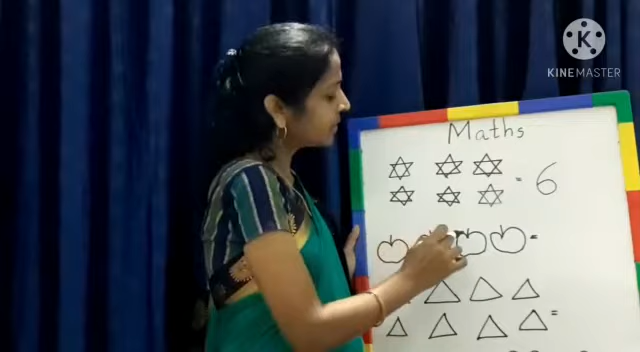 K
KINEMASTER
Maths
= 6
=
=